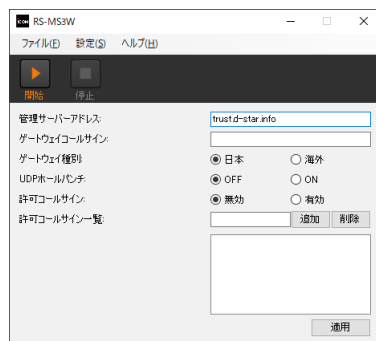 ICOM RS-MS3W
ファイル(F) 設定(S) ヘルプ(H)
開始 停止
管理サーバーアドレス: trust.d-star.info
ゲートウェイコールサイン:
ゲートウェイ種別: 日本 海外
UDPホールパンチ: OFF ON
許可コールサイン: 無効 有効
許可コールサイン一覧: 追加 削除
適用